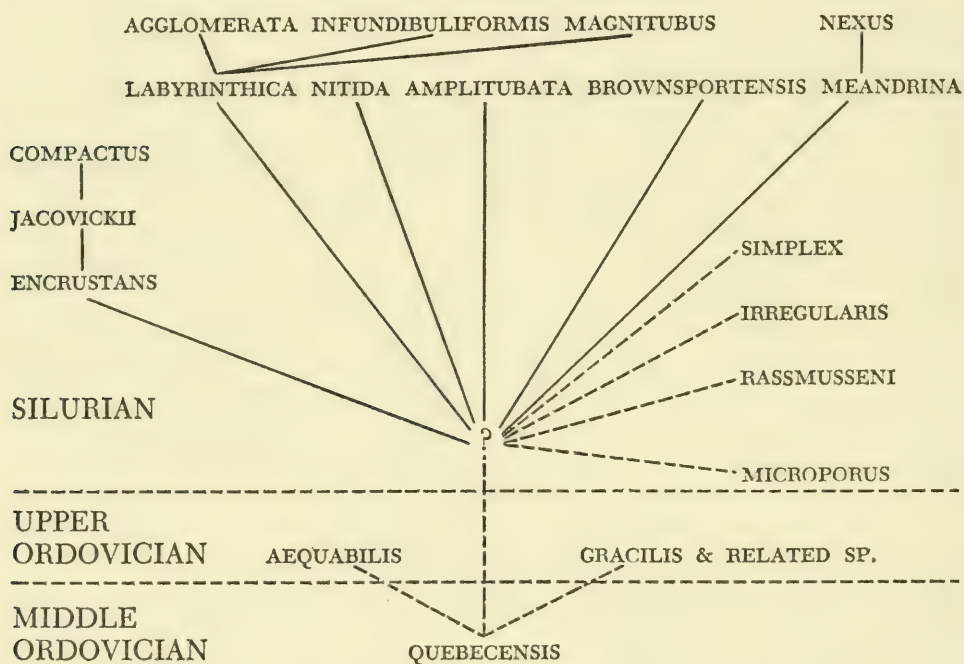 AGGLOMERATA INFUNDIBULIFORMIS MAGNITUBUS NEXUS
LABYRINTHICA NITIDA AMPLITUBATA BROWNSPORTENSIS MEANDRINA
COMPACTUS
JACOVICKII
ENCRUSTANS
SIMPLEX
IRREGULARIS
RASSMUSSENI
SILURIAN
?
MICROPORUS
UPPER
ORDOVICIAN
AEQUABILIS
GRACILIS & RELATED SP.
MIDDLE
ORDOVICIAN
QUEBECENSIS